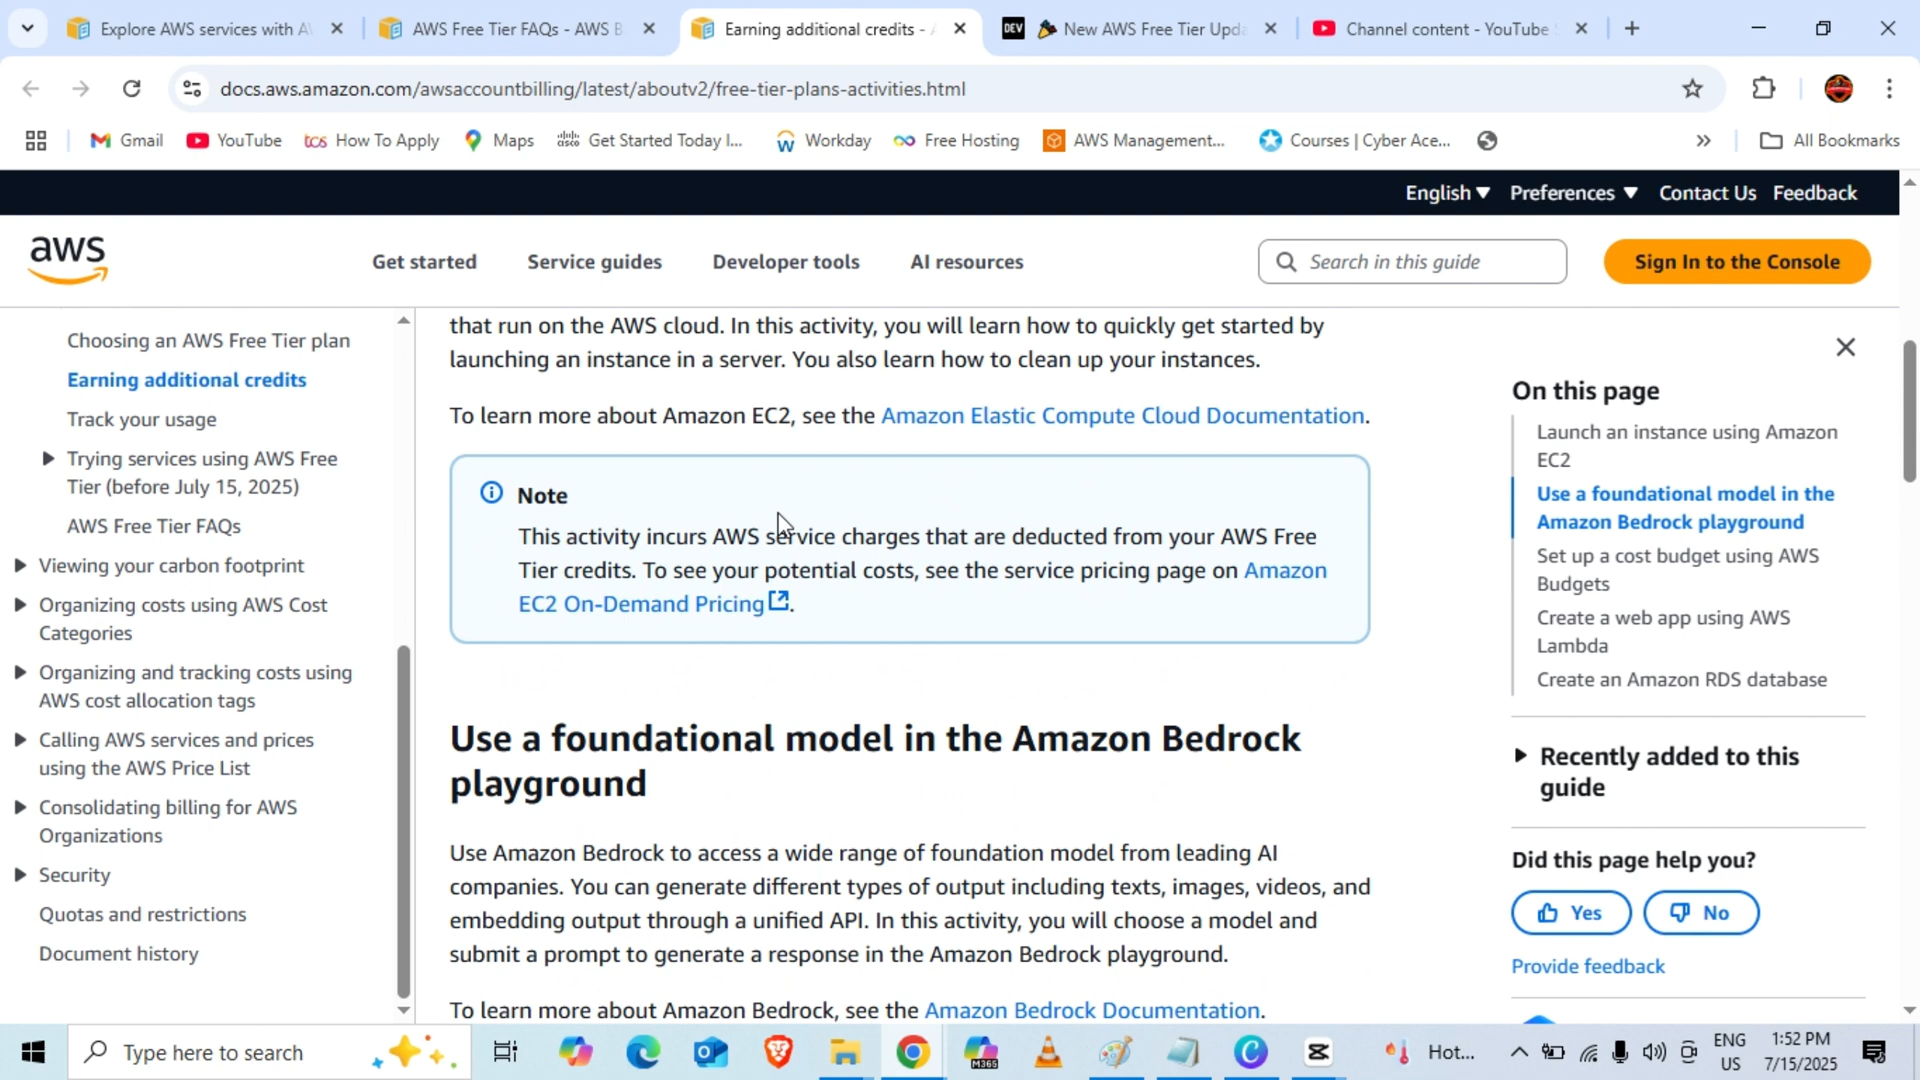 Explore AWS services with A
AWS Free Tier FAQs - AWS B
Earning additional credits - A
DEV
New AWS Free Tier Upda
Channel content - YouTube S
docs.aws.amazon.com/awsaccountbilling/latest/aboutv2/free-tier-plans-activities.html
Gmail
YouTube
tcs How To Apply
Maps
Get Started Today I...
Workday
Free Hosting
AWS Management...
Courses | Cyber Ace...
All Bookmarks
English
Preferences
Contact Us
Feedback
aws
Get started
Service guides
Developer tools
AI resources
Search in this guide
Sign In to the Console
Choosing an AWS Free Tier plan
Earning additional credits
Track your usage
Trying services using AWS Free
Tier (before July 15, 2025)
AWS Free Tier FAQs
Viewing your carbon footprint
Organizing costs using AWS Cost
Categories
Organizing and tracking costs using
AWS cost allocation tags
Calling AWS services and prices
using the AWS Price List
Consolidating billing for AWS
Organizations
Security
Quotas and restrictions
Document history
that run on the AWS cloud. In this activity, you will learn how to quickly get started by
launching an instance in a server. You also learn how to clean up your instances.
To learn more about Amazon EC2, see the Amazon Elastic Compute Cloud Documentation.
Note
This activity incurs AWS service charges that are deducted from your AWS Free
Tier credits. To see your potential costs, see the service pricing page on Amazon
EC2 On-Demand Pricing.
Use a foundational model in the Amazon Bedrock
playground
Use Amazon Bedrock to access a wide range of foundation model from leading AI
companies. You can generate different types of output including texts, images, videos, and
embedding output through a unified API. In this activity, you will choose a model and
submit a prompt to generate a response in the Amazon Bedrock playground.
To learn more about Amazon Bedrock, see the Amazon Bedrock Documentation.
On this page
Launch an instance using Amazon
EC2
Use a foundational model in the
Amazon Bedrock playground
Set up a cost budget using AWS
Budgets
Create a web app using AWS
Lambda
Create an Amazon RDS database
Recently added to this
guide
Did this page help you?
Yes
No
Provide feedback
Type here to search
M365
Hot...
ENG
US
1:52 PM
7/15/2025